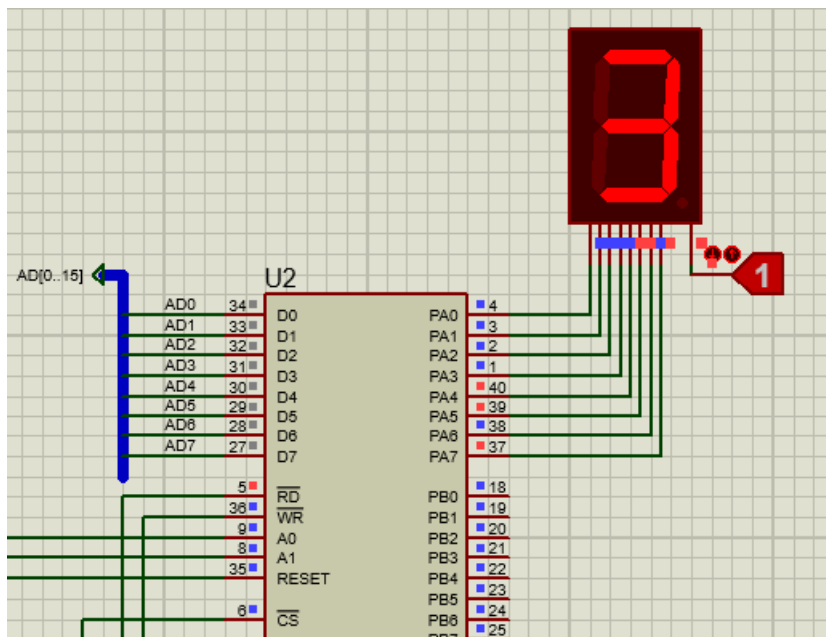 1
AD[0..15]
U2
AD0 34 D0 PA0 4
AD1 33 D1 PA1 3
AD2 32 D2 PA2 2
AD3 31 D3 PA3 1
AD4 30 D4 PA4 40
AD5 29 D5 PA5 39
AD6 28 D6 PA6 38
AD7 27 D7 PA7 37
5 RD PB0 18
36 WR PB1 19
9 A0 PB2 20
8 A1 PB3 21
35 RESET PB4 22
PB5 23
6 CS PB6 24
25